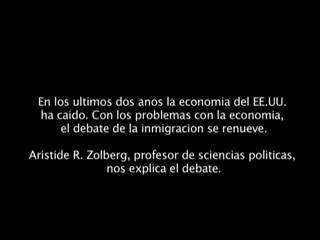 En los ultimos dos anos la economia del EE.UU.
ha caido. Con los problemas con la economia,
el debate de la inmigracion se renueve.
Aristide R. Zolberg, profesor de sciencias politicas,
nos explica el debate.